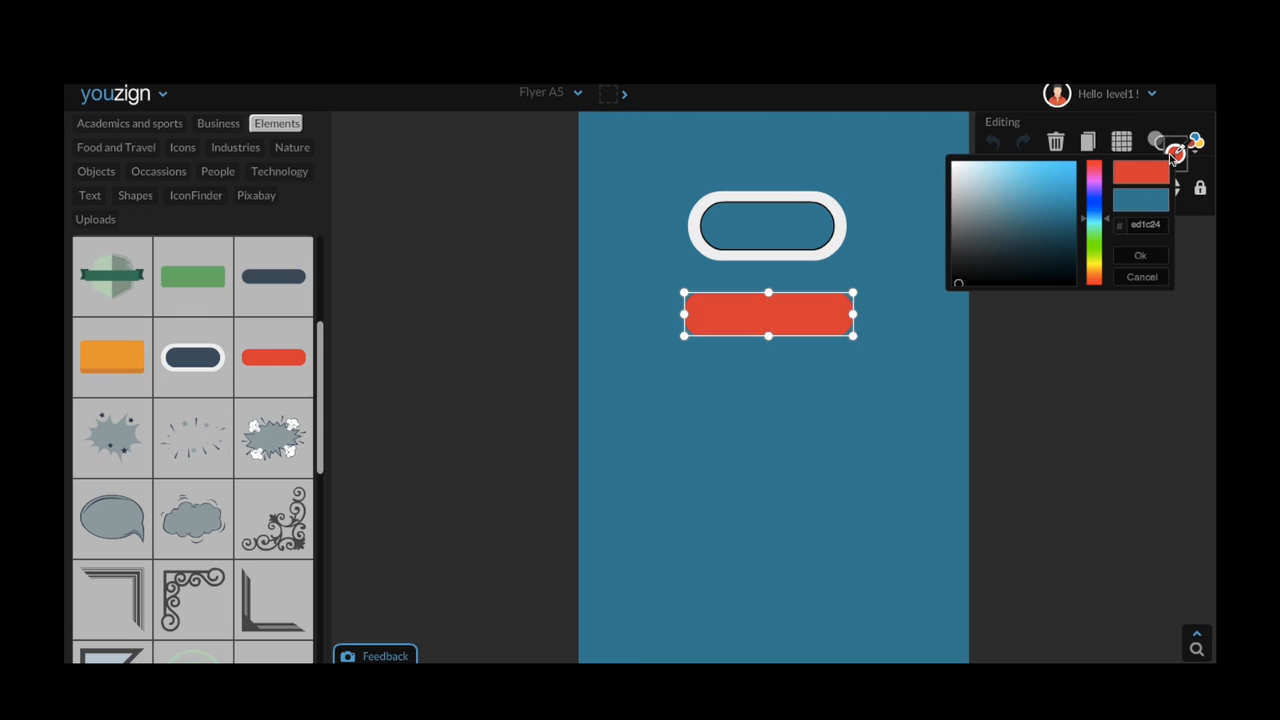 youzign
Flyer A5
Hello level1!
Academics and sports Business Elements
Food and Travel Icons Industries Nature
Objects Occassions People Technology
Text Shapes IconFinder Pixabay
Uploads
Editing
# ed1c24
Ok
Cancel
Feedback